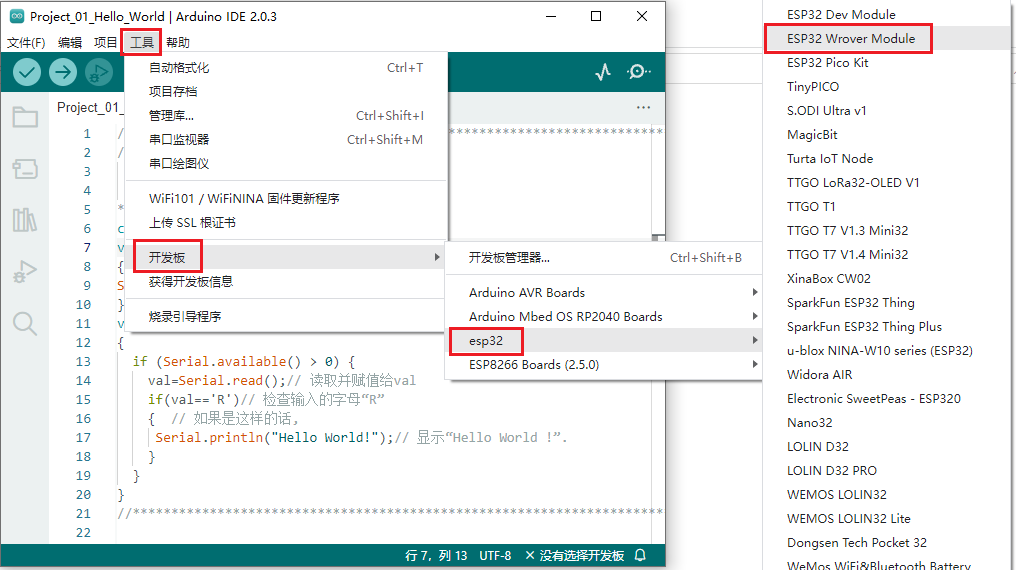 Project_01_Hello_World | Arduino IDE 2.0.3
文件(F) 编辑 项目 工具 帮助
自动格式化 Ctrl+T
项目存档
管理库... Ctrl+Shift+I
串口监视器 Ctrl+Shift+M
串口绘图仪
WiFi101 / WiFiNINA 固件更新程序
上传 SSL 根证书
开发板
获得开发板信息
烧录引导程序
开发板管理器... Ctrl+Shift+B
Arduino AVR Boards
Arduino Mbed OS RP2040 Boards
esp32
ESP8266 Boards (2.5.0)
ESP32 Dev Module
ESP32 Wrover Module
ESP32 Pico Kit
TinyPICO
S.ODI Ultra v1
MagicBit
Turta IoT Node
TTGO LoRa32-OLED V1
TTGO T1
TTGO T7 V1.3 Mini32
TTGO T7 V1.4 Mini32
XinaBox CW02
SparkFun ESP32 Thing
SparkFun ESP32 Thing Plus
u-blox NINA-W10 series (ESP32)
Widora AIR
Electronic SweetPeas - ESP320
Nano32
LOLIN D32
LOLIN D32 PRO
WEMOS LOLIN32
WEMOS LOLIN32 Lite
Dongsen Tech Pocket 32
WeMos WiFi&Bluetooth Battery
Project_01_ ...
1 / ****************************
2 /
3
4
5 *
6 c
7 v
8 {
9 S
10 }
11 v
12 {
13 if (Serial.available() > 0) {
14 val=Serial.read();// 读取并赋值给val
15 if(val=='R')// 检查输入的字母“R”
16 { // 如果是这样的话,
17 Serial.println("Hello World!");// 显示“Hello World !”.
18 }
19 }
20 }
21 //**********************************************************************
22
行 7，列 13 UTF-8 × 没有选择开发板